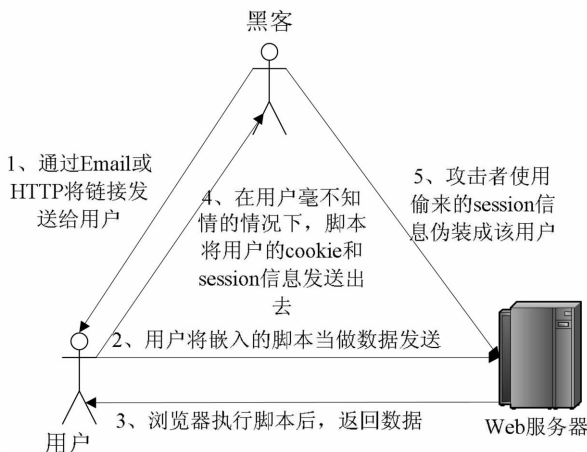 黑客
1、通过Email或
HTTP将链接发
送给用户
4、在用户毫不知
情的情况下，脚本
将用户的cookie和
session信息发送出
去
5、攻击者使用
偷来的session信
息伪装成该用户
2、用户将嵌入的脚本当做数据发送
3、浏览器执行脚本后，返回数据
用户
Web服务器